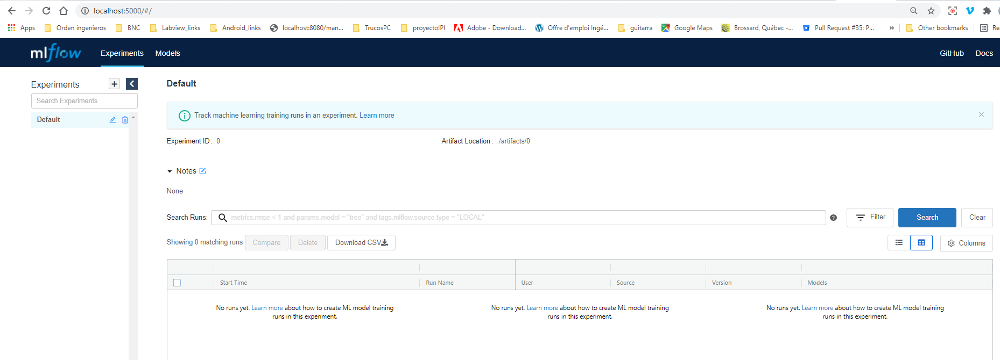 localhost:5000/#/
Apps Orden ingenieros BNC Labview_links Android_links localhost:8080/man... TrucosPC proyectoIPI Adobe - Download... Offre d'emploi Ingé... guitarra Google Maps Brossard, Québec -... Pull Request #35: P... » Other bookmarks Re
mlflow Experiments Models GitHub Docs
Experiments
Search Experiments
Default
Default
Track machine learning training runs in an experiment. Learn more
Experiment ID: 0 Artifact Location: ./artifacts/0
Notes
None
Search Runs: metrics.rmse < 1 and params.model = "tree" and tags.mlflow.source.type = "LOCAL" Filter Search Clear
Showing 0 matching runs Compare Delete Download CSV Columns
Start Time Run Name User Source Version Models
No runs yet. Learn more about how to create ML model training
runs in this experiment.
No runs yet. Learn more about how to create ML model training
runs in this experiment.
No runs yet. Learn more about how to create ML model training
runs in this experiment.